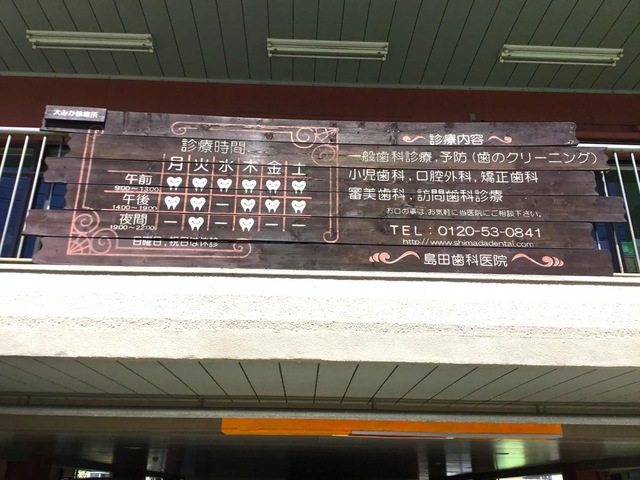 大みか診療所
診療時間
月 火 水 木 金 土
午前
9:00〜13:00
午後 ー
14:00〜19:00
夜間 ー ー ー ー
19:00〜22:00
日曜日,祝日は休診
診療内容
一般歯科診療,予防(歯のクリーニング)
小児歯科,口腔外科,矯正歯科
審美歯科,訪問歯科診療
お口の事は、お気軽に当医院にご相談下さい。
TEL:0120-53-0841
http://www.shimadadental.com
島田歯科医院